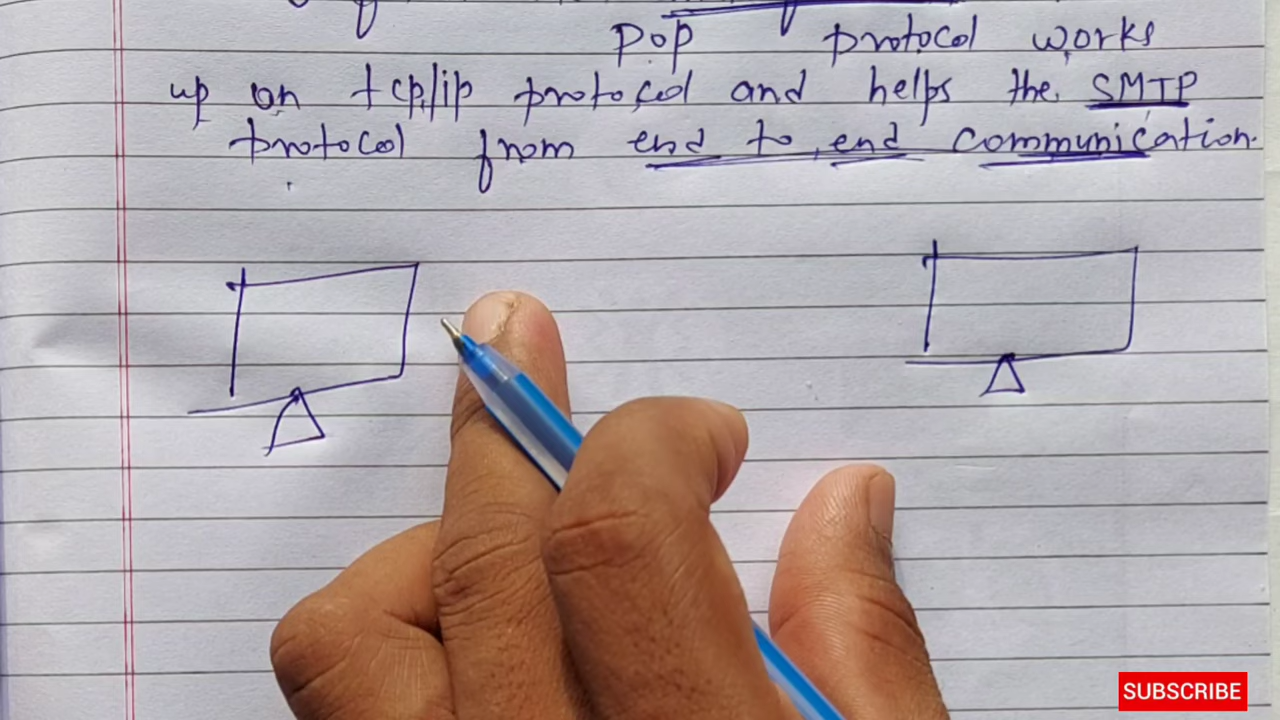 pop protocol works
up on tcp/ip protocol and helps the SMTP
protocol from end to end communication.
SUBSCRIBE